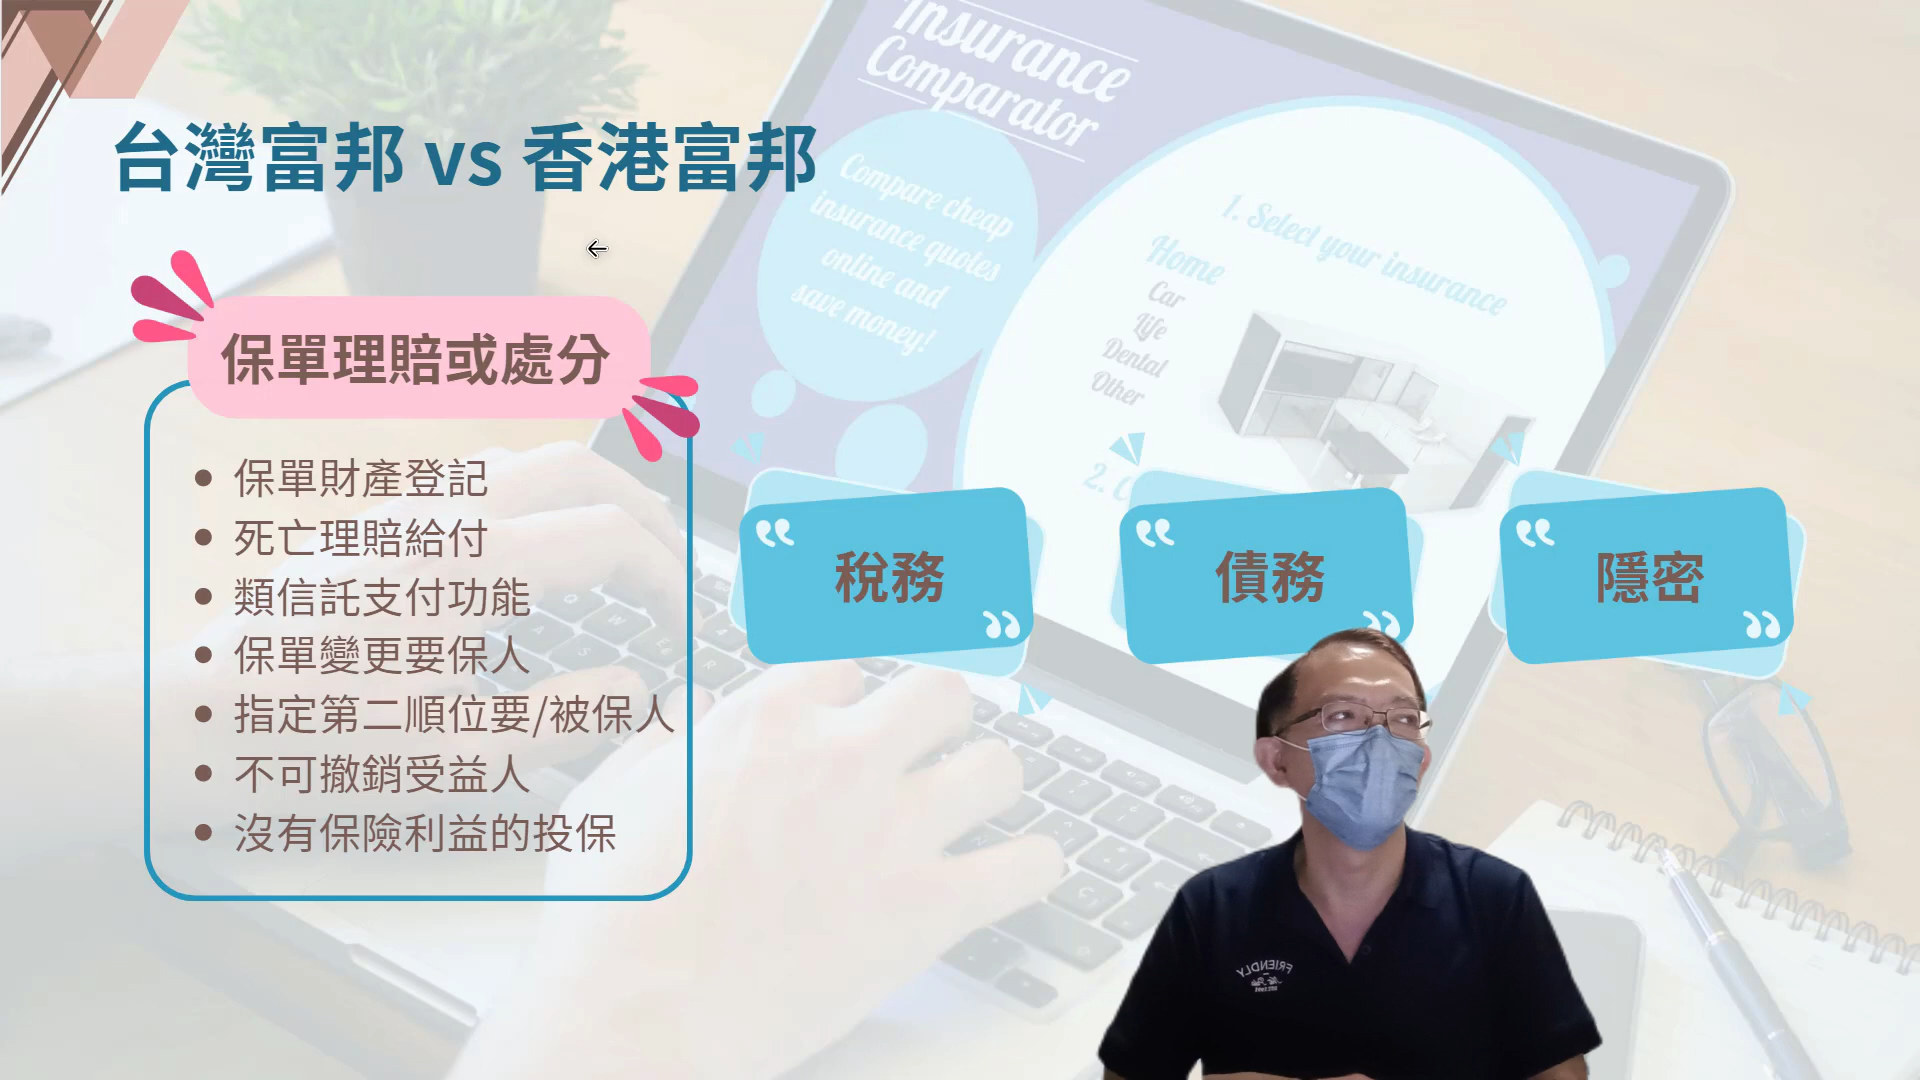 台灣富邦 vs 香港富邦
保單理賠或處分
保單財產登記
死亡理賠給付
類信託支付功能
保單變更要保人
指定第二順位要/被保人
不可撤銷受益人
沒有保險利益的投保
稅務
債務
隱密
Insurance
Comparator
Compare cheap
insurance quotes
online and
save money!
1. Select your insurance
Home
Car
Life
Dental
Other
2. C
FRIENDLY